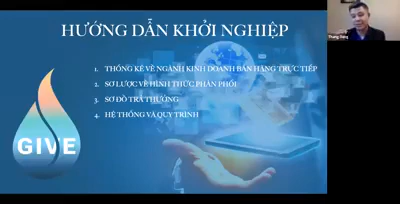 HƯỚNG DẪN KHỞI NGHIỆP
1. THỐNG KÊ VỀ NGÀNH KINH DOANH BÁN HÀNG TRỰC TIẾP
2. SƠ LƯỢC VỀ HÌNH THỨC PHÂN PHỐI
3. SƠ ĐỒ TRẢ THƯỞNG
4. HỆ THỐNG VÀ QUY TRÌNH
GIVE